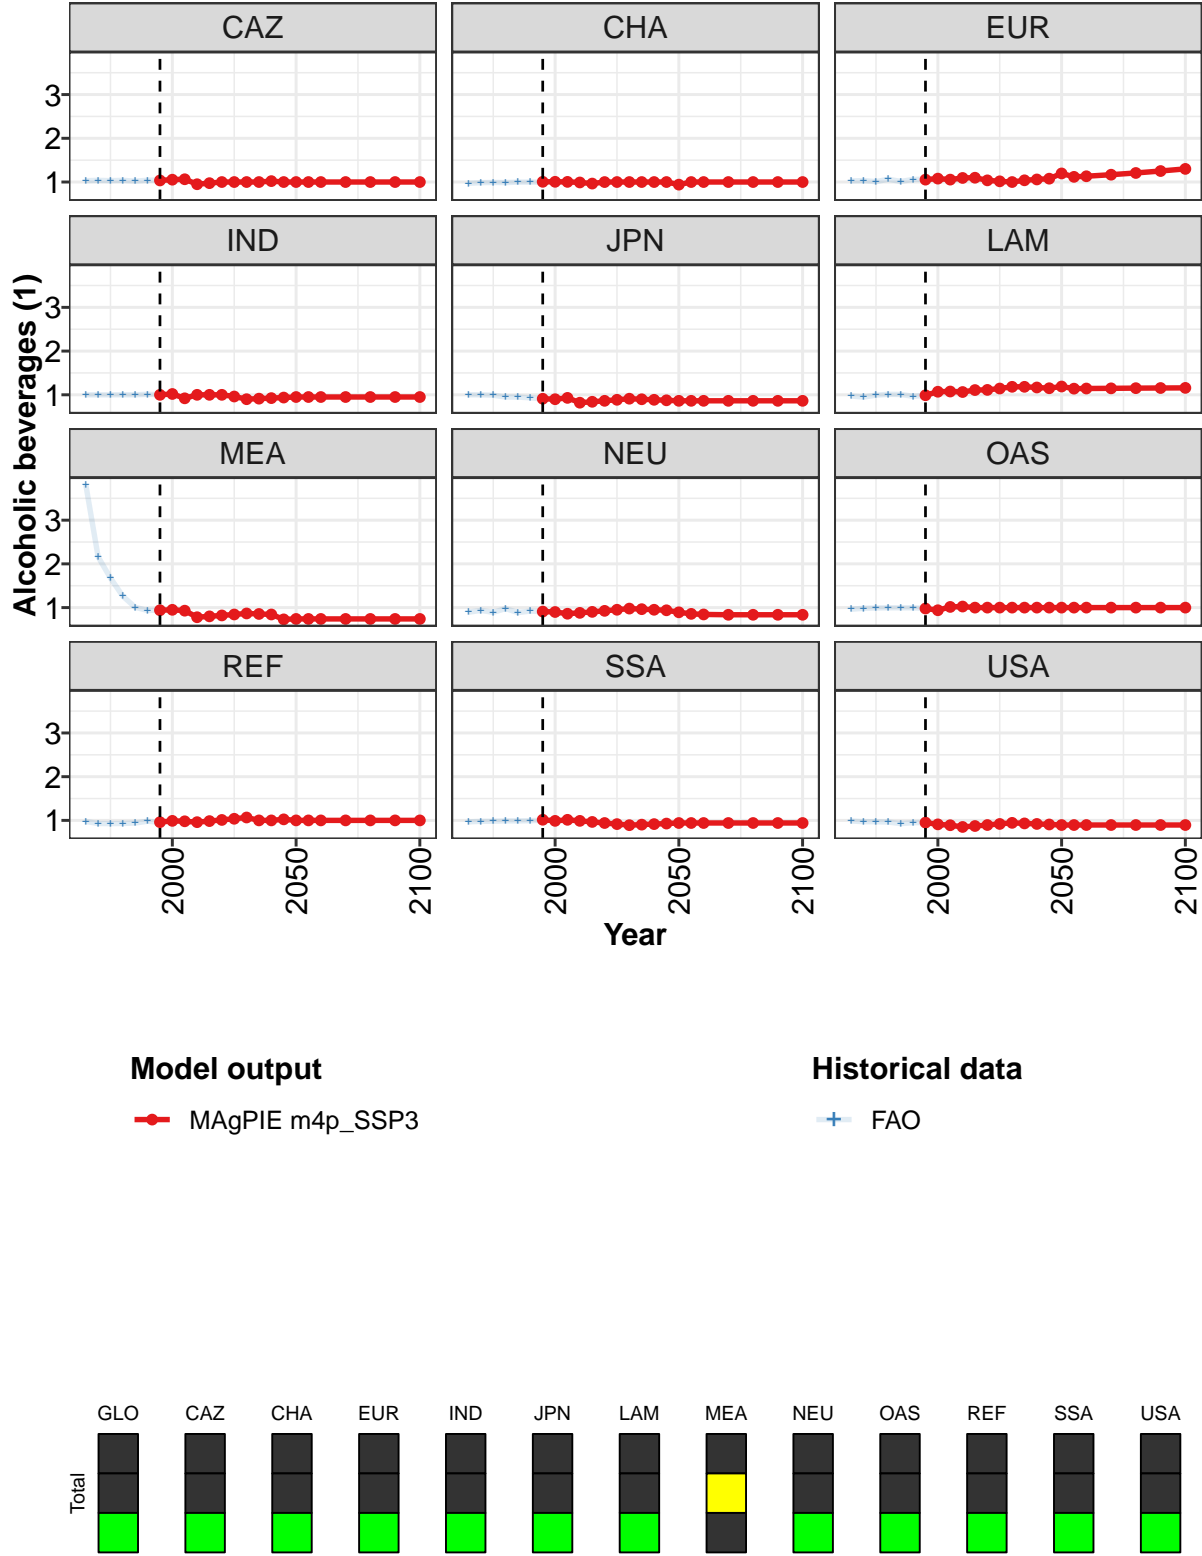 CAZ CHA EUR
3
2
1
IND JPN LAM
3
2
1
MEA NEU OAS
3
2
1
REF SSA USA
3
2
1
Alcoholic beverages (1)
2000 2050 2100 2000 2050 2100 2000 2050 2100
Year
Model output Historical data
MAgPIE m4p_SSP3 FAO
GLO CAZ CHA EUR IND JPN LAM MEA NEU OAS REF SSA USA
Total